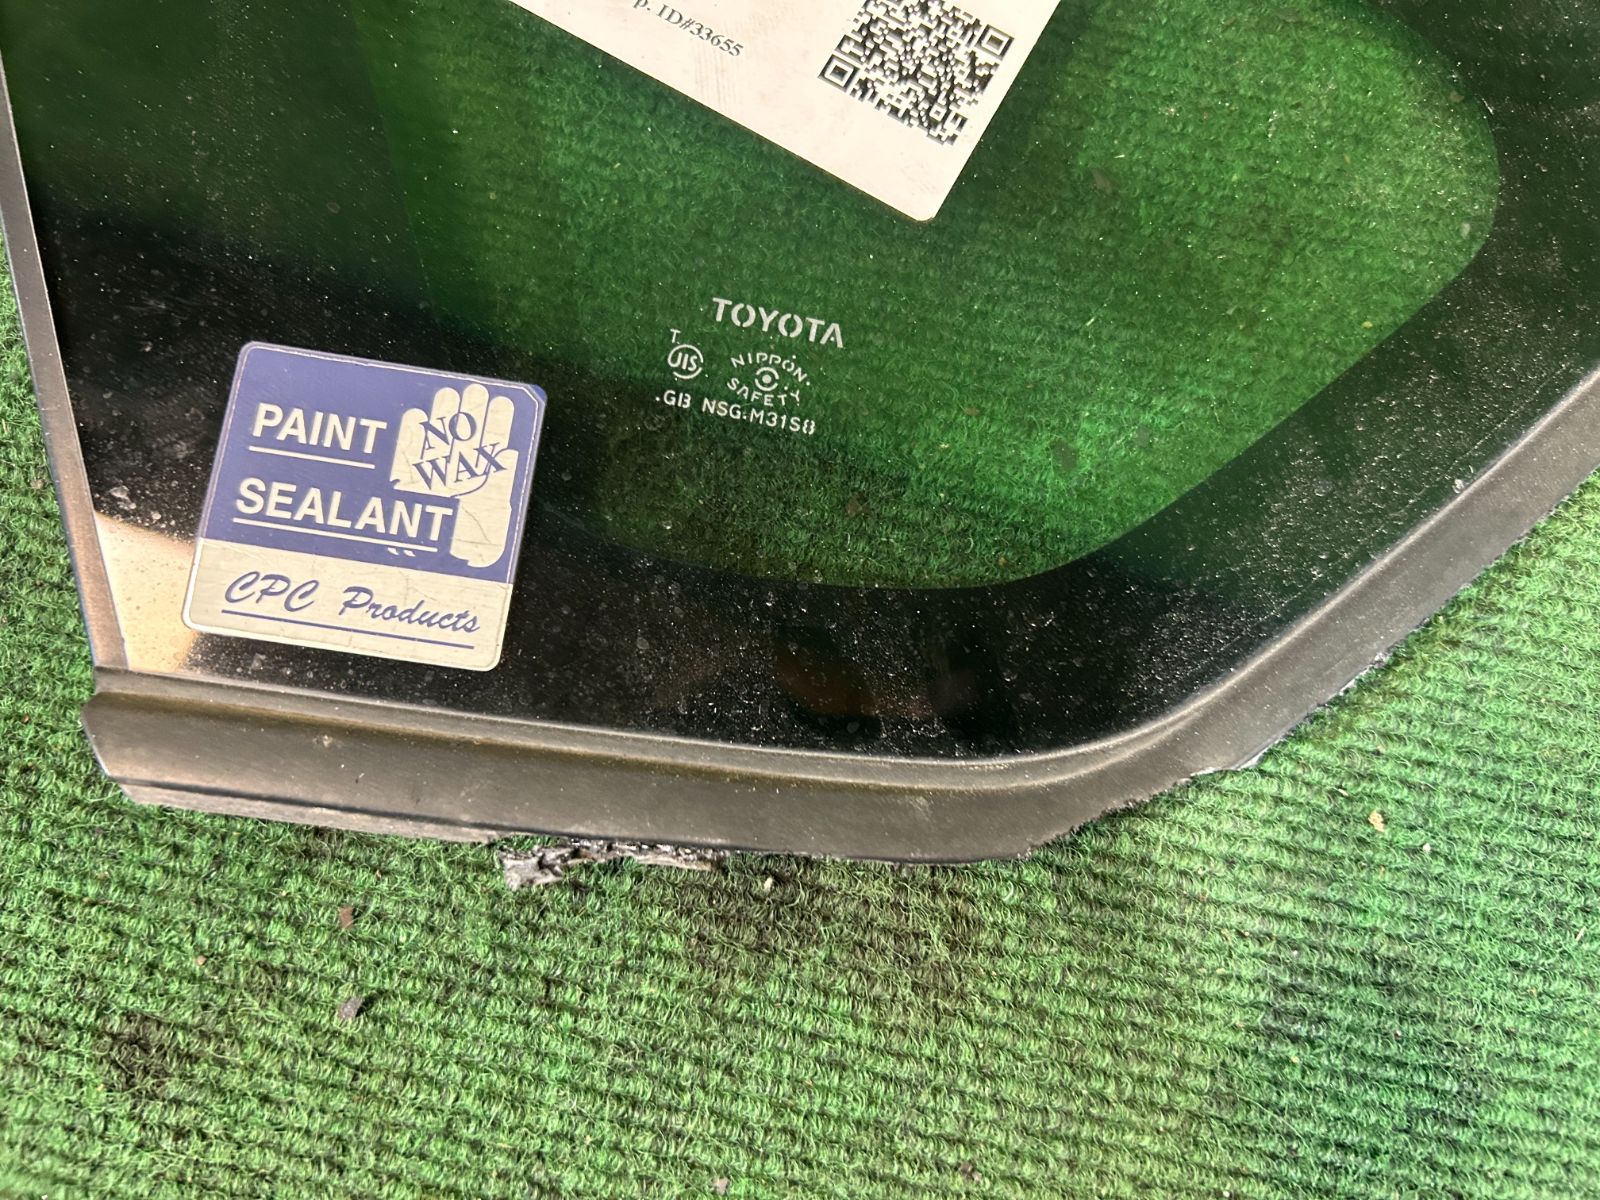 p. ID#33655
TOYOTA
T.
JIS
NIPPON
SAFETY
.GB NSG.M31S8
PAINT
SEALANT
NO
WAX
CPC Products